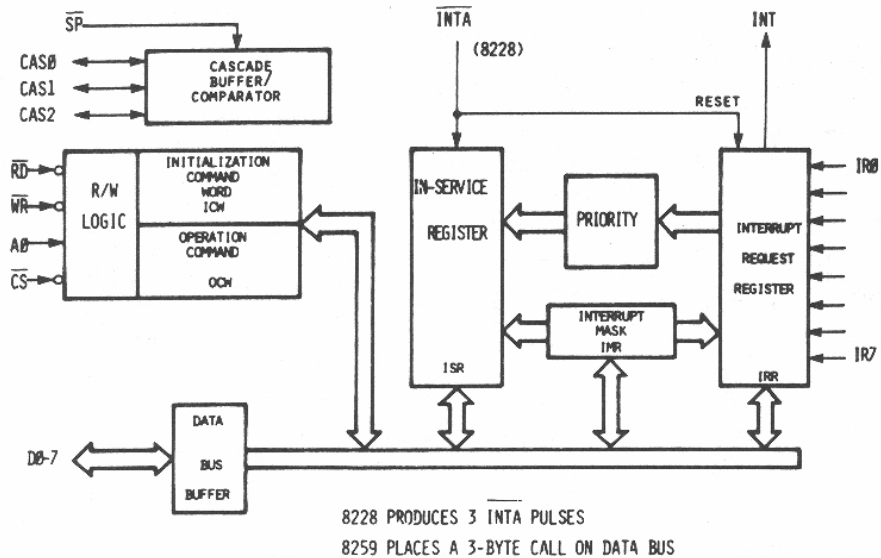 SP
INTA
INT
(8228)
CAS0
CAS1
CAS2
CASCADE
BUFFER/
COMPARATOR
RESET
RD
WR
A0
CS
R/W
LOGIC
INITIALIZATION
COMMAND
WORD
ICW
OPERATION
COMMAND
OCW
IN-SERVICE
REGISTER
ISR
PRIORITY
INTERRUPT
MASK
IMR
INTERRUPT
REQUEST
REGISTER
IRR
IR0
IR7
D0-7
DATA
BUS
BUFFER
8228 PRODUCES 3 INTA PULSES
8259 PLACES A 3-BYTE CALL ON DATA BUS